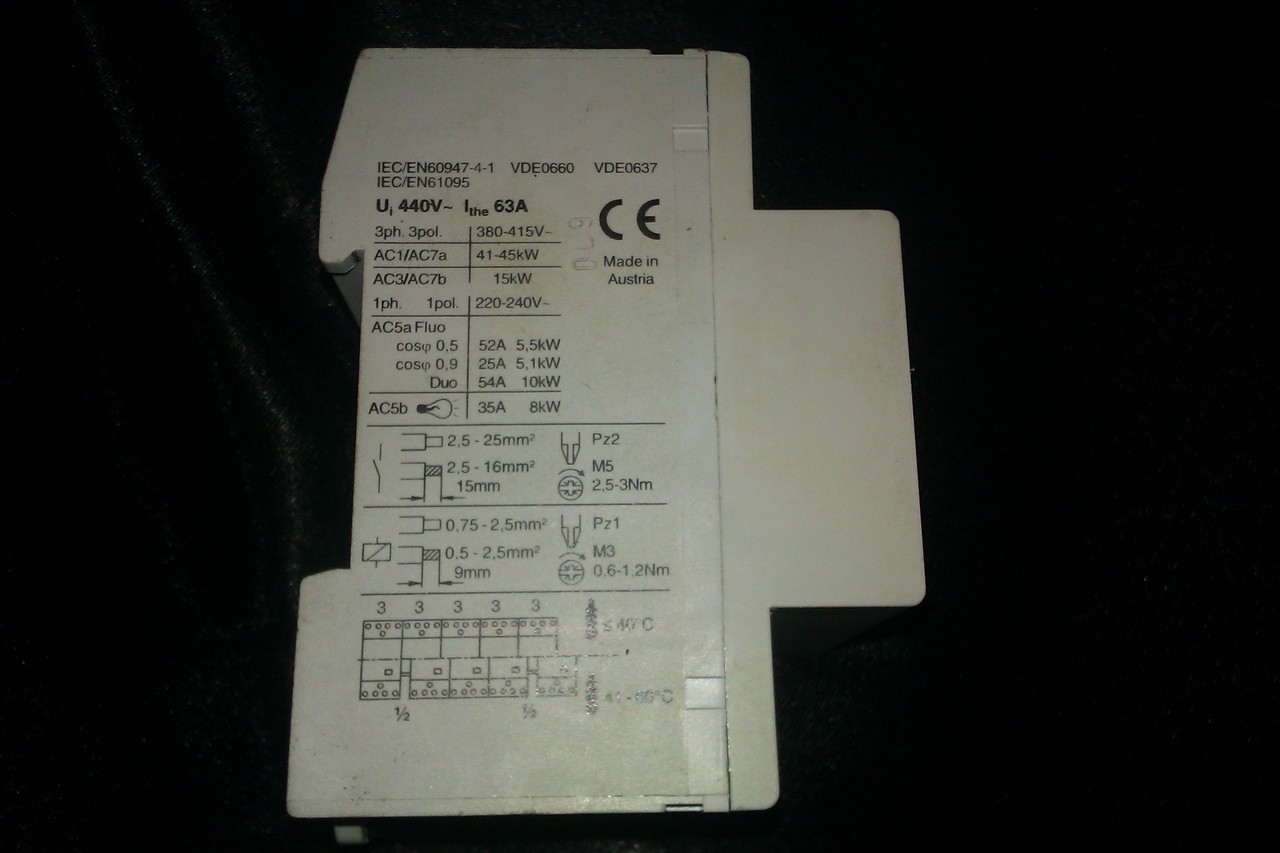 IEC/EN60947-4-1 VDE0660 VDE0637
IEC/EN61095
Ui 440V~ Ithe 63A
CE
3ph. 3pol. 380-415V~
AC1/AC7a 41-45kW
Made in
Austria
AC3/AC7b 15kW
1ph. 1pol. 220-240V~
AC5a Fluo
cosφ 0,5 52A 5,5kW
cosφ 0,9 25A 5,1kW
Duo 54A 10kW
AC5b 35A 8kW
2,5 - 25mm² Pz2
2,5 - 16mm² M5
15mm 2,5-3Nm
0,75 - 2,5mm² Pz1
0,5 - 2,5mm² M3
9mm 0,6-1,2Nm
3 3 3 3 3
≤ 40°C
41 - 60°C
½ ½